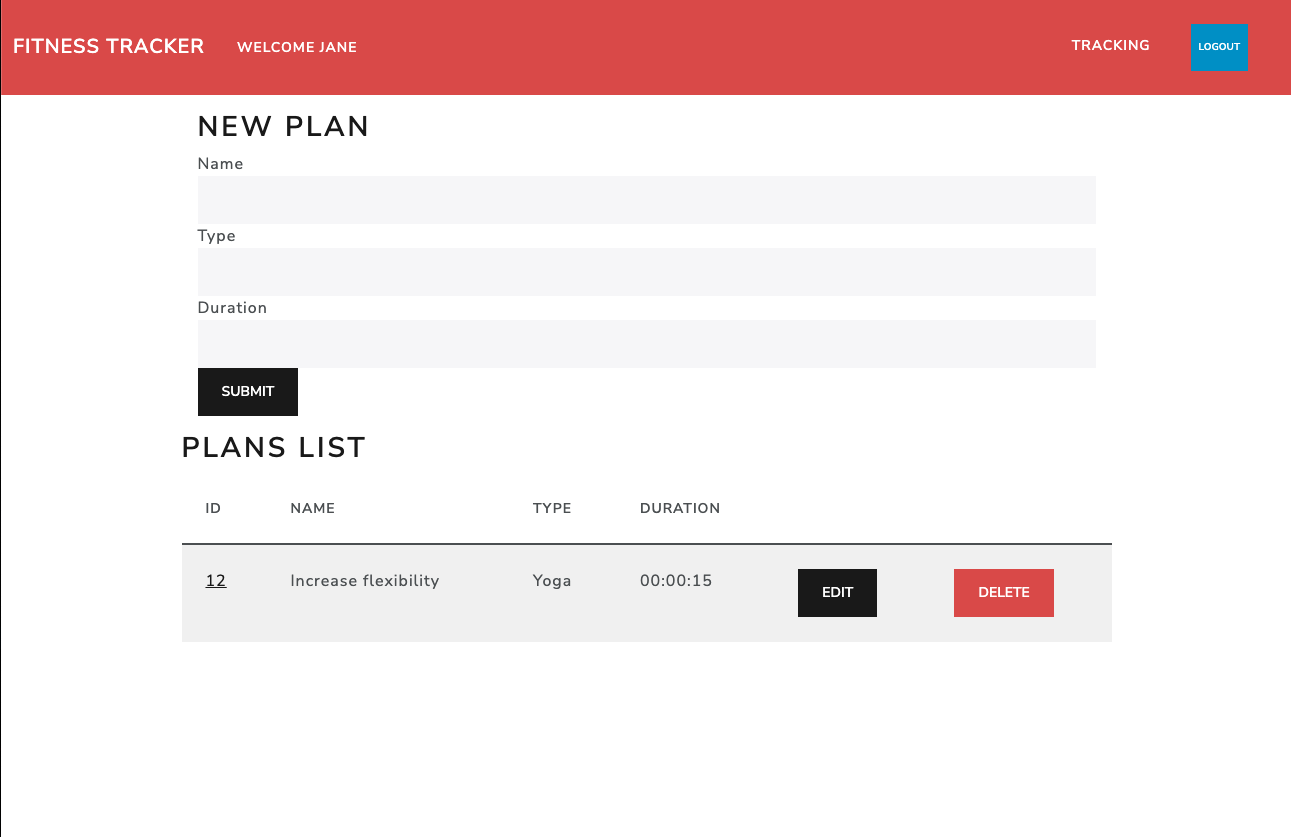 FITNESS TRACKER WELCOME JANE TRACKING LOGOUT
NEW PLAN
Name
Type
Duration
SUBMIT
PLANS LIST
ID NAME TYPE DURATION
12 Increase flexibility Yoga 00:00:15 EDIT DELETE